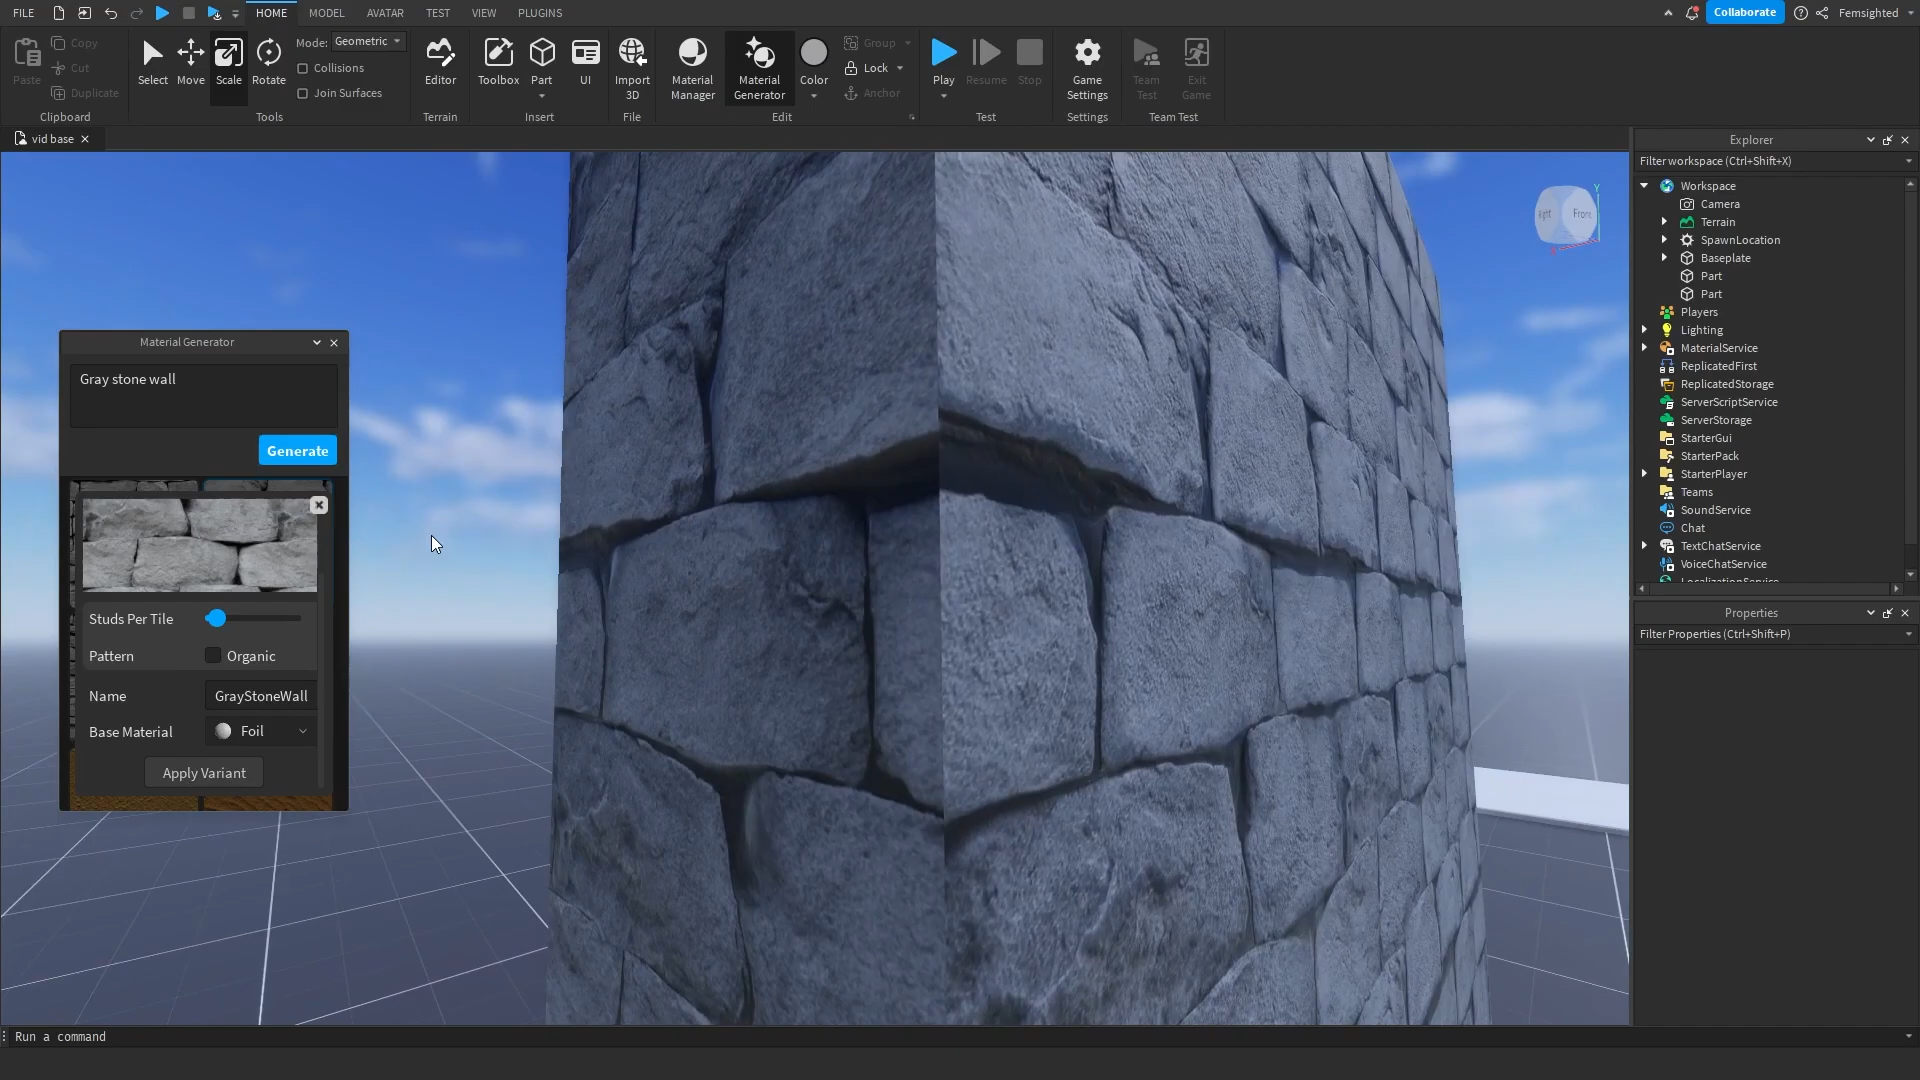 FILE
HOME
MODEL
AVATAR
TEST
VIEW
PLUGINS
Collaborate
Femsighted
Paste
Copy
Cut
Duplicate
Clipboard
Select
Move
Scale
Rotate
Mode: Geometric
Collisions
Join Surfaces
Tools
Editor
Terrain
Toolbox
Part
UI
Insert
Import
3D
File
Material
Manager
Material
Generator
Color
Group
Lock
Anchor
Edit
Play
Resume
Stop
Test
Game
Settings
Settings
Team
Test
Exit
Game
Team Test
vid base
Material Generator
Gray stone wall
Generate
Studs Per Tile
Pattern
Organic
Name
GrayStoneWall
Base Material
Foil
Apply Variant
Right
Front
Y
Explorer
Filter workspace (Ctrl+Shift+X)
Workspace
Camera
Terrain
SpawnLocation
Baseplate
Part
Part
Players
Lighting
MaterialService
ReplicatedFirst
ReplicatedStorage
ServerScriptService
ServerStorage
StarterGui
StarterPack
StarterPlayer
Teams
SoundService
Chat
TextChatService
VoiceChatService
LocalizationService
Properties
Filter Properties (Ctrl+Shift+P)
Run a command